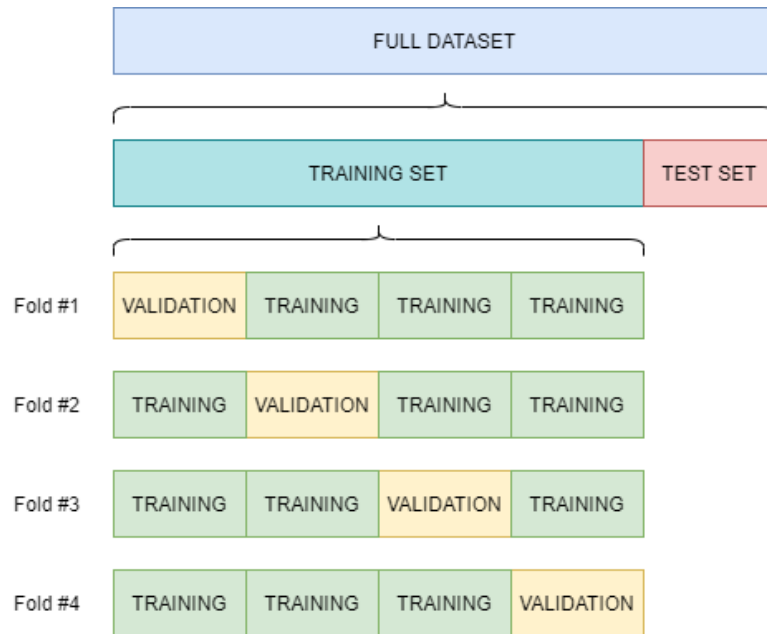 FULL DATASET
TRAINING SET TEST SET
Fold #1 VALIDATION TRAINING TRAINING TRAINING
Fold #2 TRAINING VALIDATION TRAINING TRAINING
Fold #3 TRAINING TRAINING VALIDATION TRAINING
Fold #4 TRAINING TRAINING TRAINING VALIDATION